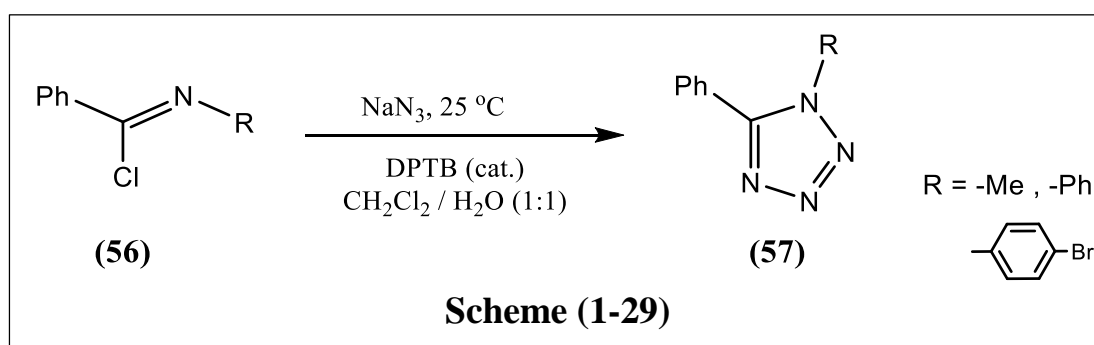 Ph N R Cl
(56)
NaN3, 25 °C
DPTB (cat.)
CH2Cl2 / H2O (1:1)
R
Ph N N N N
(57)
R = -Me , -Ph
Br
Scheme (1-29)